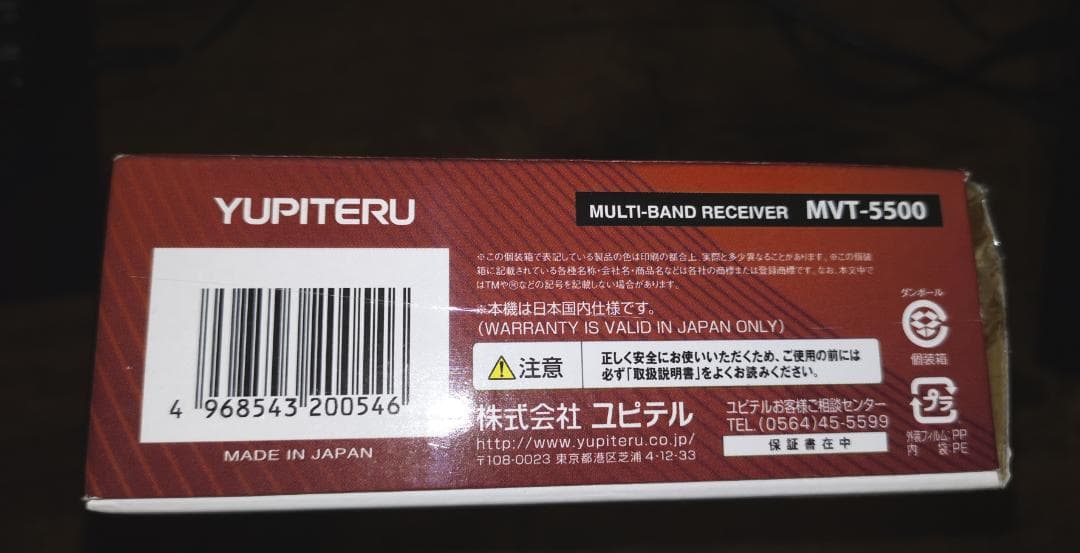 YUPITERU
MULTI-BAND RECEIVER MVT-5500
※この個装箱で表記している製品の色は印刷の都合上、実際と多少異なることがあります。※この個装
箱に記載されている各種名称・会社名・商品名などは各社の商標または登録商標です。なお、本文中で
はTMや®などの記号を記載しない場合があります。
※本機は日本国内仕様です。
(WARRANTY IS VALID IN JAPAN ONLY)
注意
正しく安全にお使いいただくため、ご使用の前には
必ず「取扱説明書」をよくお読みください。
4 968543 200546
MADE IN JAPAN
株式会社 ユピテル
http://www.yupiteru.co.jp/
〒108-0023 東京都港区芝浦 4-12-33
ユピテルお客様ご相談センター
TEL.(0564)45-5599
保証書在中
ダンボール
個装箱
プラ
外装フィルム:PP
内 袋:PE